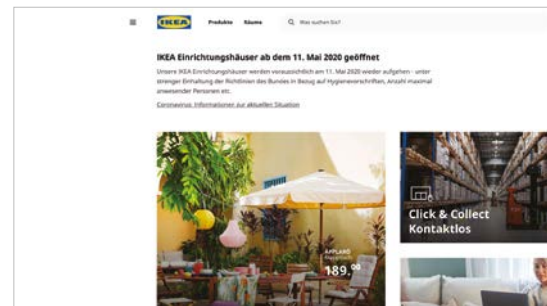 IKEA
Produkte Räume Was suchen Sie?
IKEA Einrichtungshäuser ab dem 11. Mai 2020 geöffnet
Unsere IKEA Einrichtungshäuser werden voraussichtlich am 11. Mai 2020 wieder aufgehen - unter
strenger Einhaltung der Richtlinien des Bundes in Bezug auf Hygienevorschriften, Anzahl maximal
anwesender Personen etc.
Coronavirus: Informationen zur aktuellen Situation
Click & Collect
Kontaktlos
ÄPPLARÖ
189.00